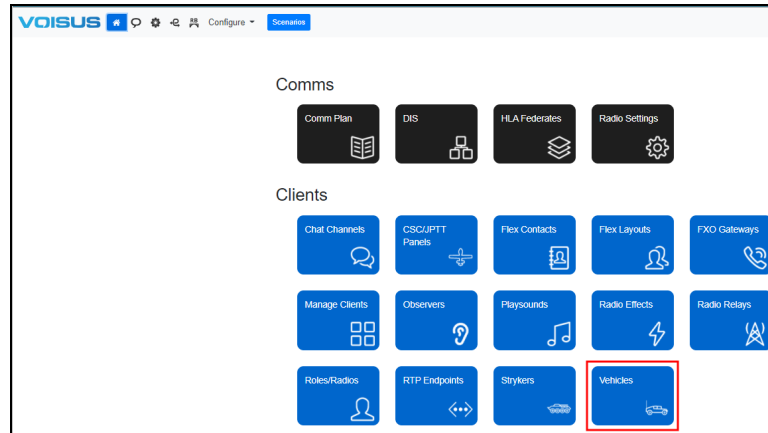 VOISUS Configure Scenarios
Comms
Comm Plan DIS HLA Federates Radio Settings
Clients
Chat Channels CSC/JPTT Panels Flex Contacts Flex Layouts FXO Gateways
Manage Clients Observers Playsounds Radio Effects Radio Relays
Roles/Radios RTP Endpoints Strykers Vehicles